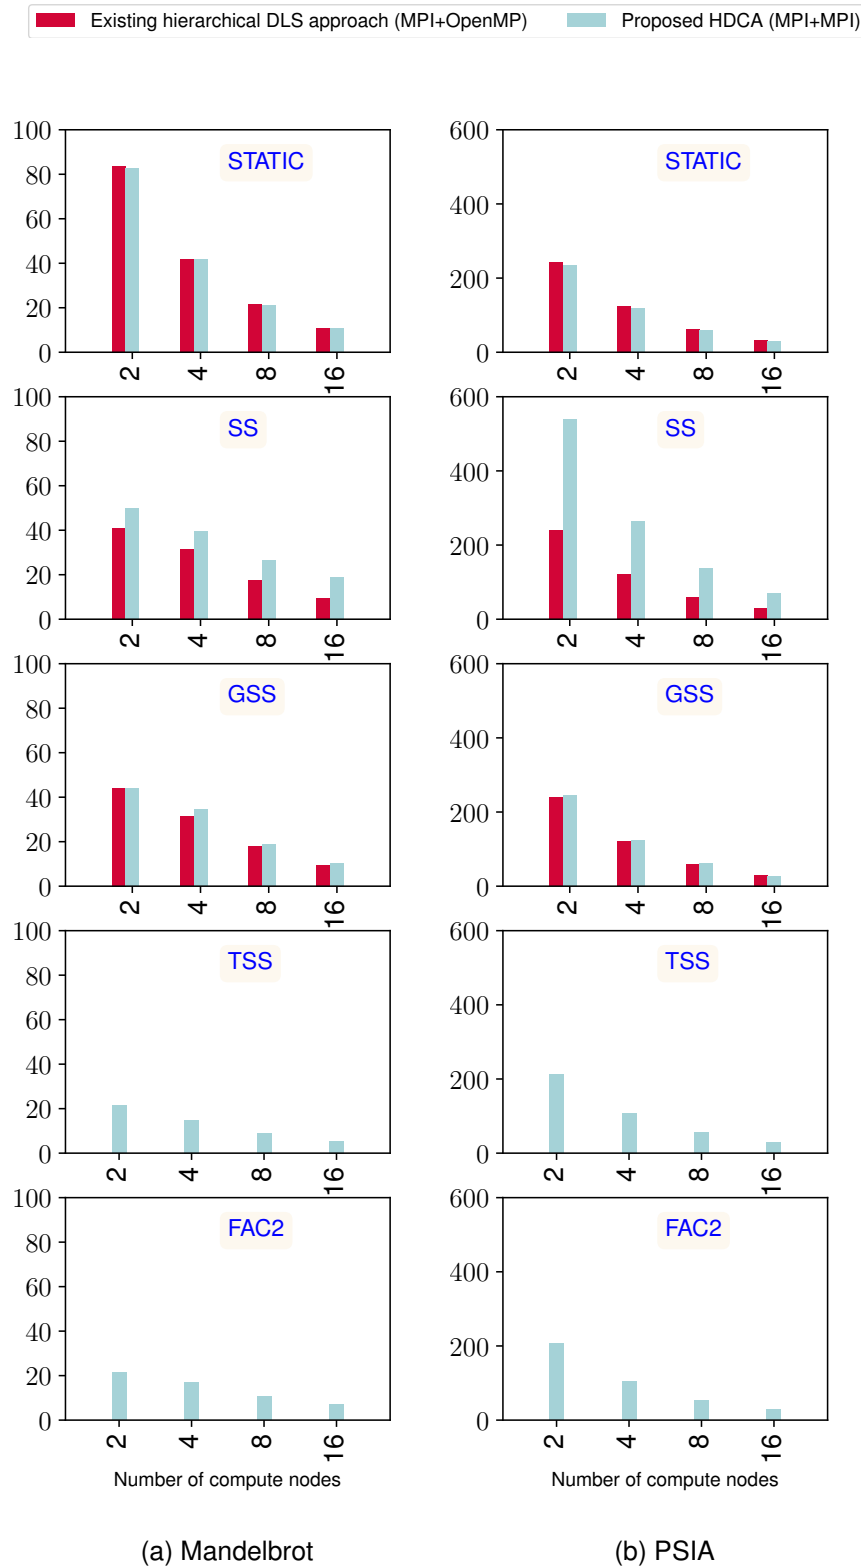 Existing hierarchical DLS approach (MPI+OpenMP) Proposed HDCA (MPI+MPI)
100
80
60
40
20
0
STATIC
2 4 8 16
600
400
200
0
STATIC
2 4 8 16
100
80
60
40
20
0
SS
2 4 8 16
600
400
200
0
SS
2 4 8 16
100
80
60
40
20
0
GSS
2 4 8 16
600
400
200
0
GSS
2 4 8 16
100
80
60
40
20
0
TSS
2 4 8 16
600
400
200
0
TSS
2 4 8 16
100
80
60
40
20
0
FAC2
2 4 8 16
Number of compute nodes
600
400
200
0
FAC2
2 4 8 16
Number of compute nodes
(a) Mandelbrot
(b) PSIA